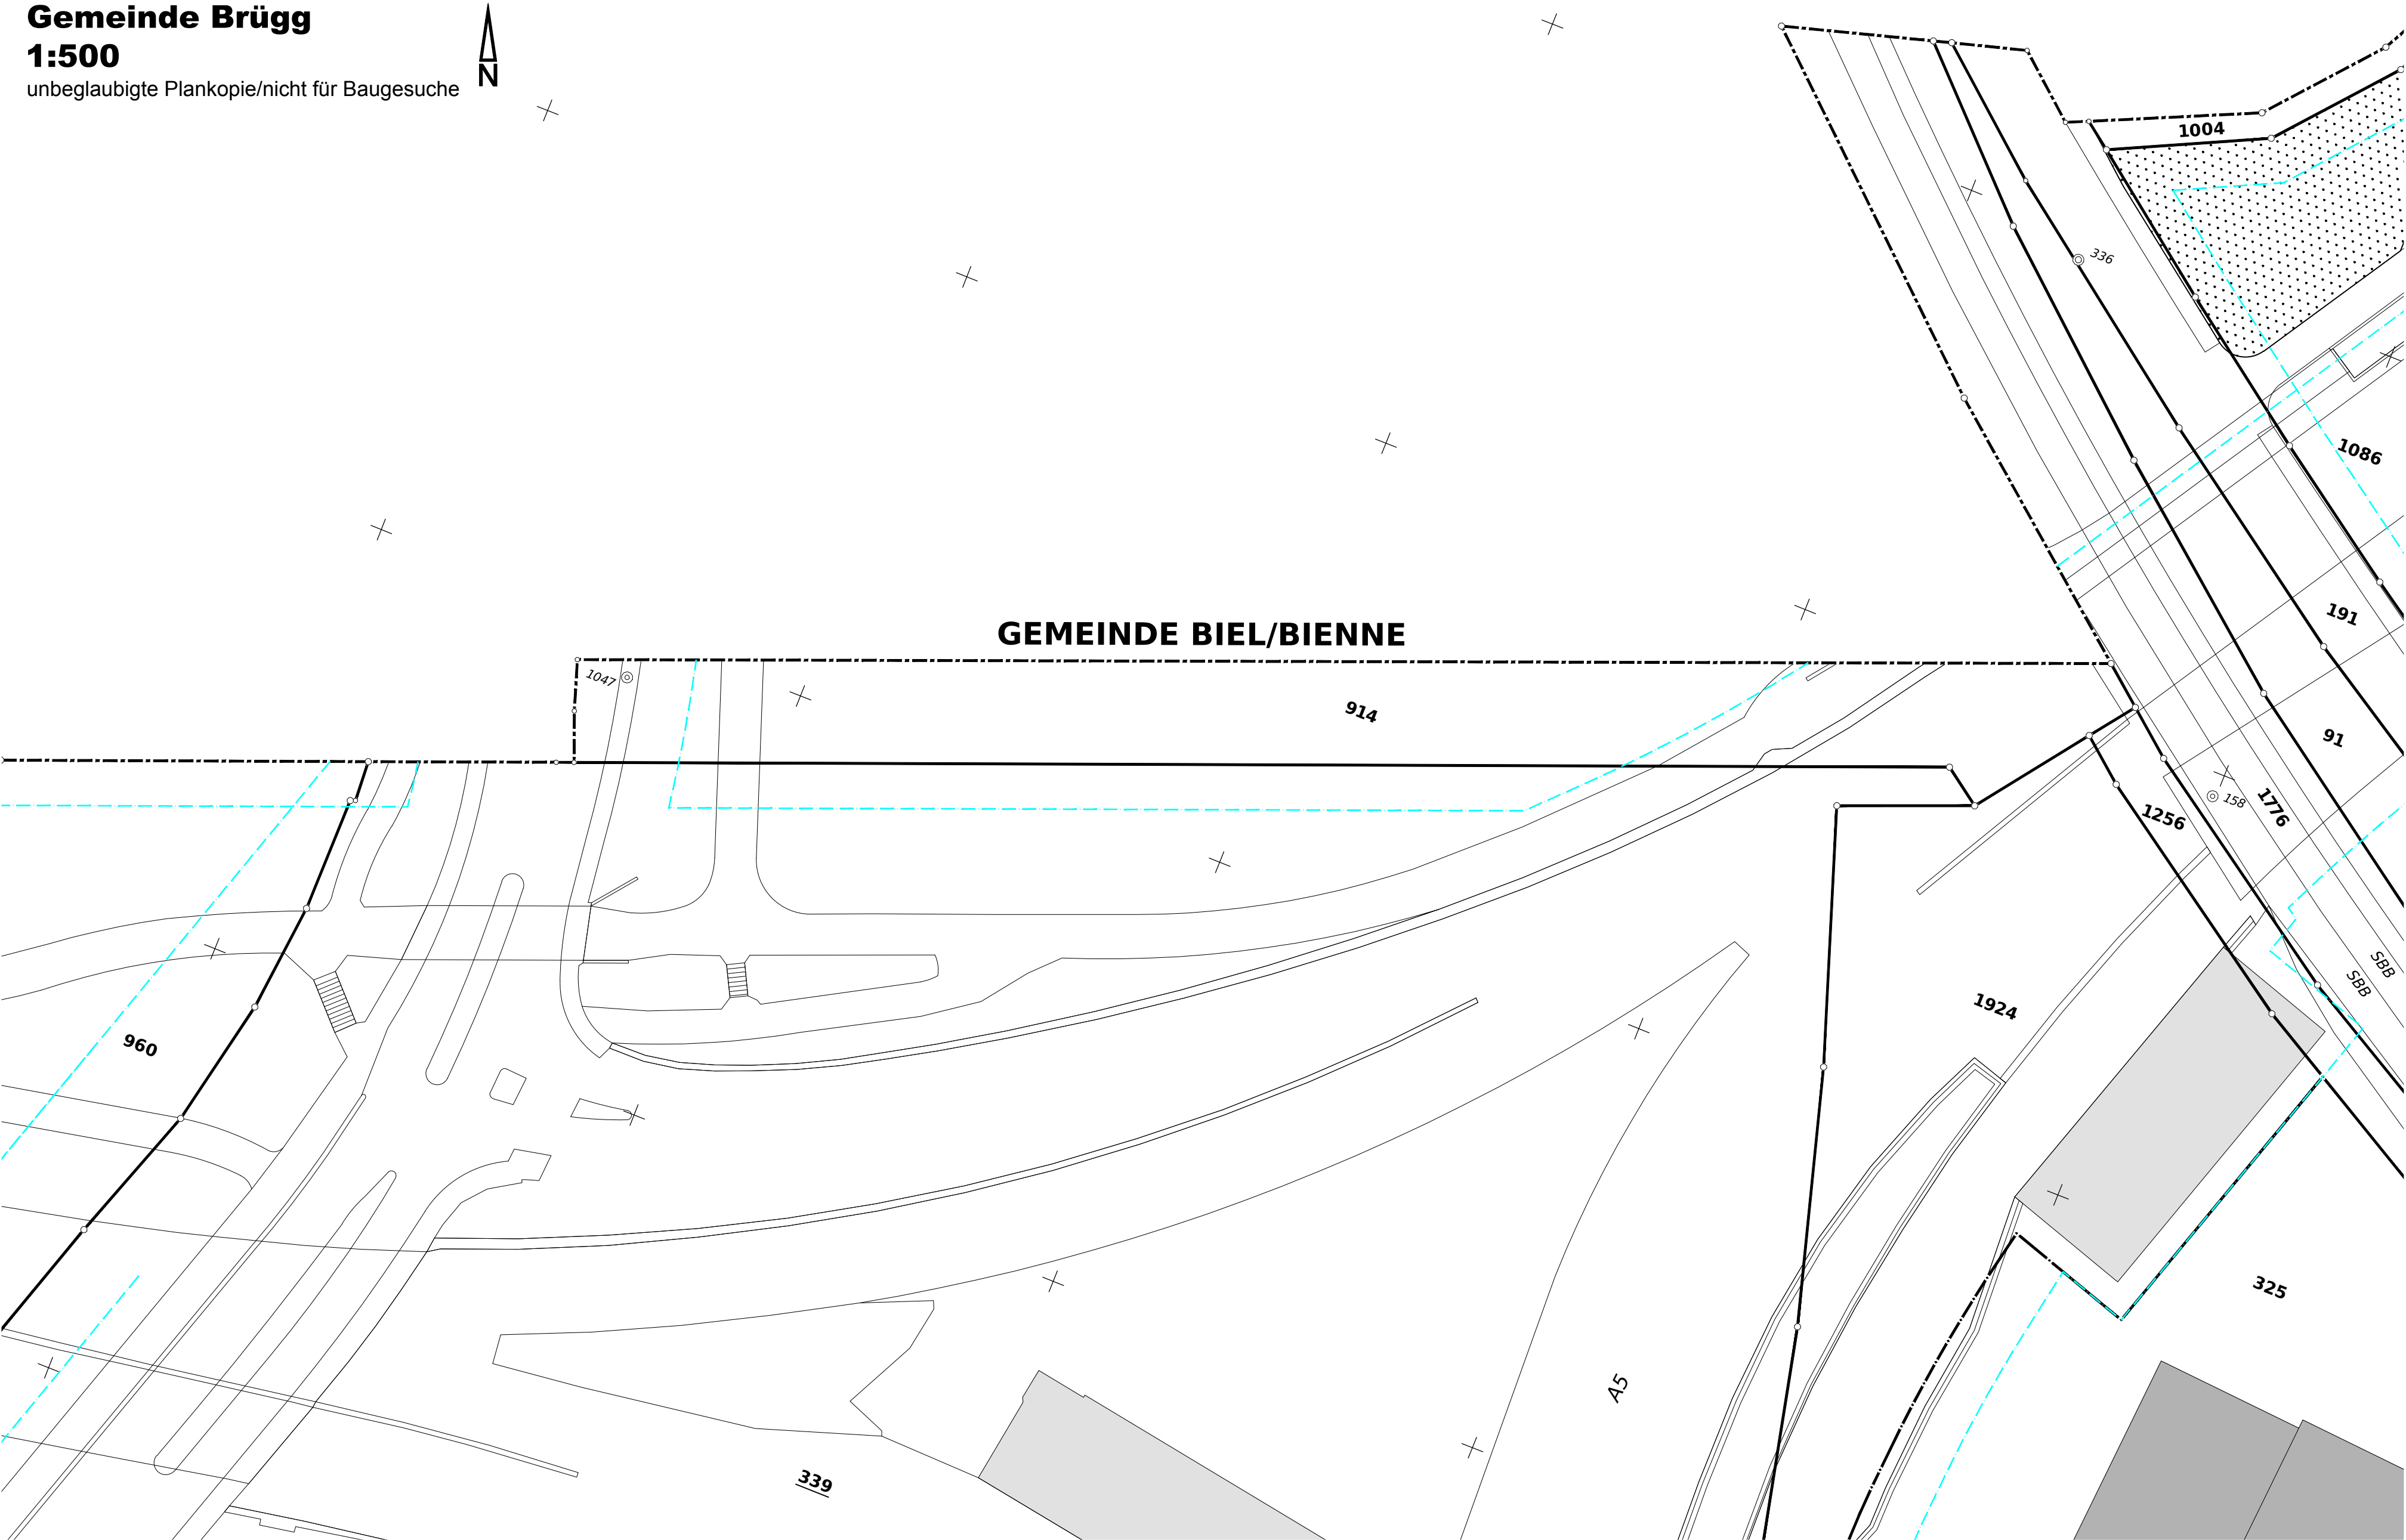 Gemeinde Brügg
1:500
unbeglaubigte Plankopie/nicht für Baugesuche
N
1004
336
1086
191
GEMEINDE BIEL/BIENNE
1047
914
91
1776
158
1256
SBB
SBB
1924
960
325
A5
339